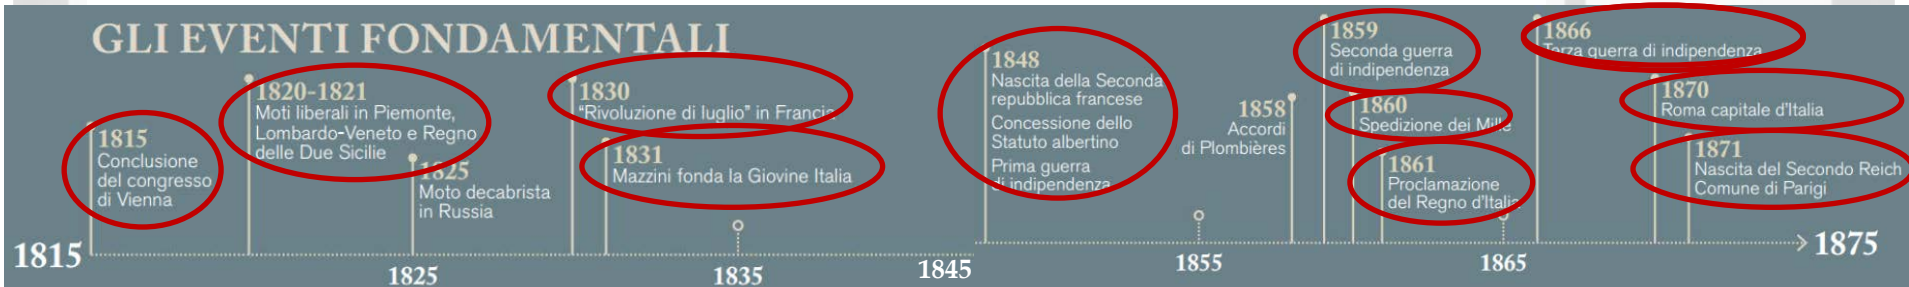 GLI EVENTI FONDAMENTALI
1815
Conclusione
del congresso
di Vienna
1820-1821
Moti liberali in Piemonte,
Lombardo-Veneto e Regno
delle Due Sicilie
1825
Moto decabrista
in Russia
1830
“Rivoluzione di luglio” in Francia
1831
Mazzini fonda la Giovine Italia
1848
Nascita della Seconda
repubblica francese
Concessione dello
Statuto albertino
Prima guerra
di indipendenza
1858
Accordi
di Plombières
1859
Seconda guerra
di indipendenza
1860
Spedizione dei Mille
1861
Proclamazione
del Regno d'Italia
1866
Terza guerra di indipendenza
1870
Roma capitale d'Italia
1871
Nascita del Secondo Reich
Comune di Parigi
1815
1825
1835
1845
1855
1865
1875